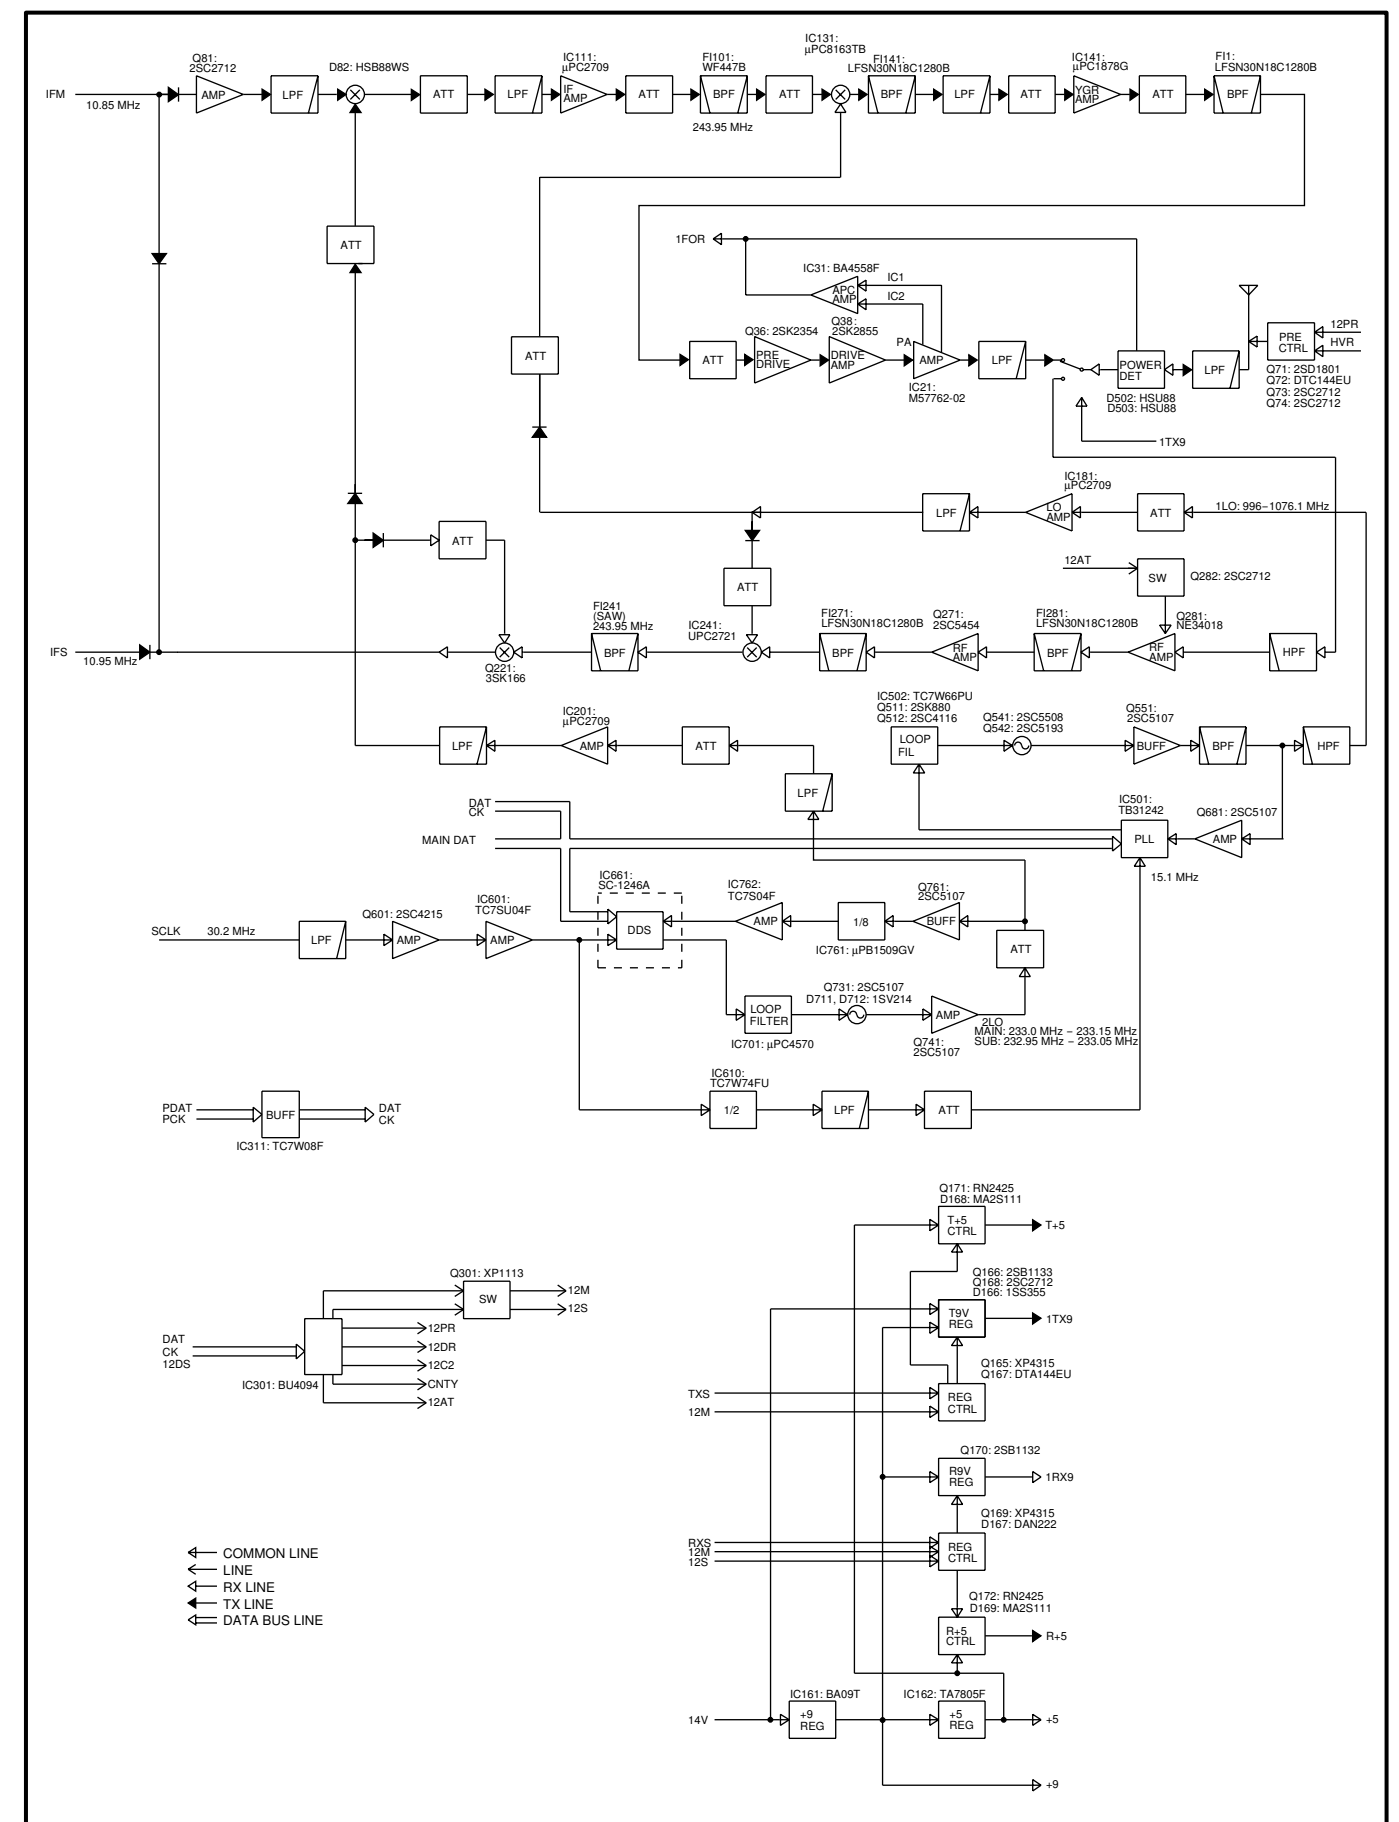 IFM
10.85 MHz
Q81:
2SC2712
AMP
LPF
D82: HSB88WS
ATT
LPF
IC111:
µPC2709
IF
AMP
ATT
FI101:
WF447B
BPF
243.95 MHz
ATT
IC131:
µPC8163TB
FI141:
LFSN30N18C1280B
BPF
LPF
ATT
IC141:
µPC1878G
YGR
AMP
ATT
FI1:
LFSN30N18C1280B
BPF
ATT
1FOR
IC31: BA4558F
APC
AMP
IC1
IC2
ATT
ATT
Q36: 2SK2354
PRE
DRIVE
Q38:
2SK2855
DRIVE
AMP
PA
AMP
IC21:
M57762-02
LPF
POWER
DET
D502: HSU88
D503: HSU88
LPF
PRE
CTRL
12PR
HVR
Q71: 2SD1801
Q72: DTC144EU
Q73: 2SC2712
Q74: 2SC2712
1TX9
LPF
IC181:
µPC2709
LO
AMP
ATT
1LO: 996−1076.1 MHz
ATT
ATT
12AT
SW
Q282: 2SC2712
IFS
10.95 MHz
Q221:
3SK166
FI241
(SAW)
243.95 MHz
BPF
IC241:
UPC2721
FI271:
LFSN30N18C1280B
BPF
Q271:
2SC5454
RF
AMP
FI281:
LFSN30N18C1280B
BPF
Q281:
NE34018
RF
AMP
HPF
LPF
IC201:
µPC2709
AMP
ATT
IC502: TC7W66PU
Q511: 2SK880
Q512: 2SC4116
LOOP
FIL
Q541: 2SC5508
Q542: 2SC5193
Q551:
2SC5107
BUFF
BPF
HPF
LPF
DAT
CK
MAIN DAT
IC501:
TB31242
PLL
Q681: 2SC5107
AMP
15.1 MHz
SCLK
30.2 MHz
LPF
Q601: 2SC4215
AMP
IC601:
TC7SU04F
AMP
IC661:
SC-1246A
DDS
IC762:
TC7S04F
AMP
1/8
IC761: µPB1509GV
Q761:
2SC5107
BUFF
ATT
LOOP
FILTER
IC701: µPC4570
Q731: 2SC5107
D711, D712: 1SV214
AMP
Q741:
2SC5107
2LO
MAIN: 233.0 MHz − 233.15 MHz
SUB: 232.95 MHz − 233.05 MHz
IC610:
TC7W74FU
1/2
LPF
ATT
PDAT
PCK
BUFF
DAT
CK
IC311: TC7W08F
Q171: RN2425
D168: MA2S111
T+5
CTRL
T+5
Q301: XP1113
SW
12M
12S
Q166: 2SB1133
Q168: 2SC2712
D166: 1SS355
T9V
REG
1TX9
DAT
CK
12DS
IC301: BU4094
12PR
12DR
12C2
CNTY
12AT
Q165: XP4315
Q167: DTA144EU
TXS
12M
REG
CTRL
Q170: 2SB1132
R9V
REG
1RX9
Q169: XP4315
D167: DAN222
RXS
12M
12S
REG
CTRL
COMMON LINE
LINE
RX LINE
TX LINE
DATA BUS LINE
Q172: RN2425
D169: MA2S111
R+5
CTRL
R+5
14V
IC161: BA09T
+9
REG
IC162: TA7805F
+5
REG
+5
+9